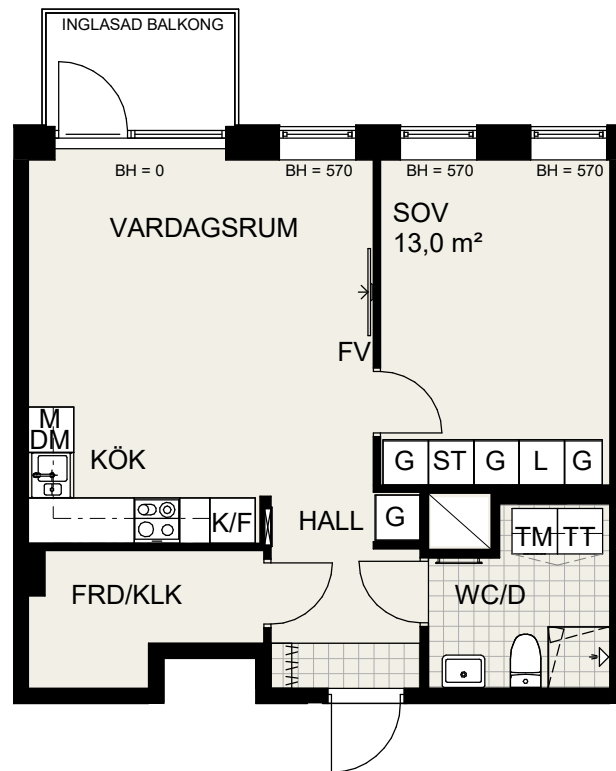 INGLASAD BALKONG
BH = 0
BH = 570
BH = 570
BH = 570
VARDAGSRUM
SOV
13,0 m²
FV
M
DM
KÖK
K/F
HALL
G
G
ST
G
L
G
TM
TT
FRD/KLK
WC/D